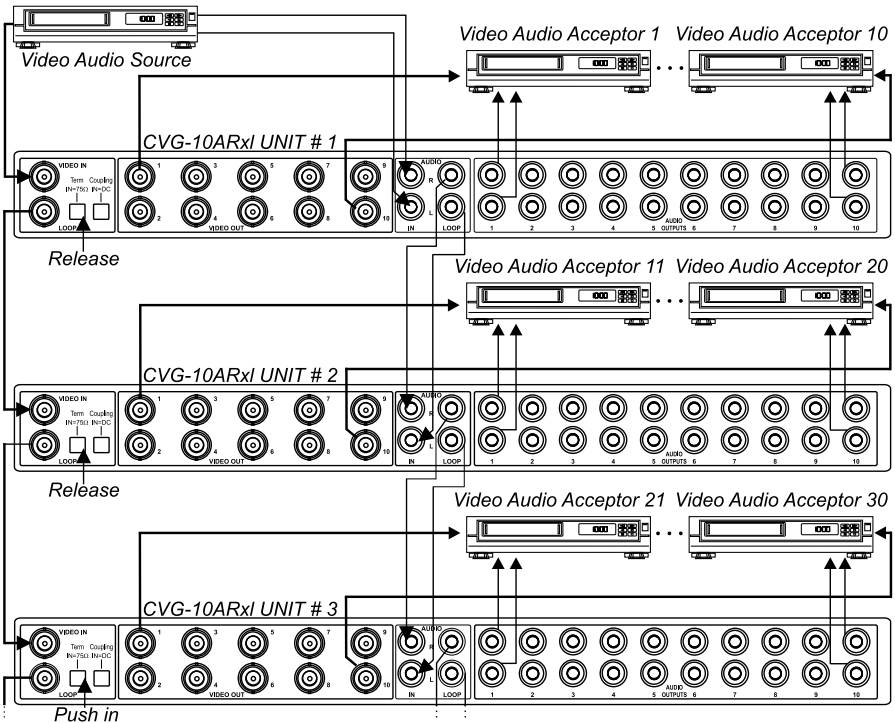 Video Audio Source
Video Audio Acceptor 1
Video Audio Acceptor 10
CVG-10ARxl UNIT # 1
VIDEO IN
1 3 5 7 9
AUDIO
R
Term Coupling
IN=75Ω IN=DC
L
LOOP
2 4 6 8 10
VIDEO OUT
IN
LOOP
AUDIO
OUTPUTS
1 2 3 4 5 6 7 8 9 10
Release
Video Audio Acceptor 11
Video Audio Acceptor 20
CVG-10ARxl UNIT # 2
VIDEO IN
1 3 5 7 9
AUDIO
R
Term Coupling
IN=75Ω IN=DC
L
LOOP
2 4 6 8 10
VIDEO OUT
IN
LOOP
AUDIO
OUTPUTS
1 2 3 4 5 6 7 8 9 10
Release
Video Audio Acceptor 21
Video Audio Acceptor 30
CVG-10ARxl UNIT # 3
VIDEO IN
1 3 5 7 9
AUDIO
R
Term Coupling
IN=75Ω IN=DC
L
LOOP
2 4 6 8 10
VIDEO OUT
IN
LOOP
AUDIO
OUTPUTS
1 2 3 4 5 6 7 8 9 10
Push in